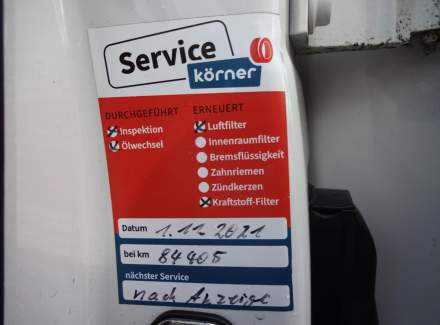 Service
körner
DURCHGEFÜHRT ERNEUERT
Inspektion Luftfilter
Ölwechsel Innenraumfilter
Bremsflüssigkeit
Zahnriemen
Zündkerzen
Kraftstoff-Filter
Datum 1.12.2021
bei km 84405
nächster Service
nach Anzeige